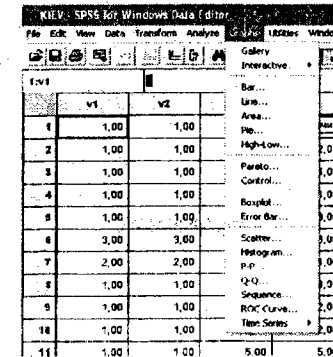 KIEV - SPSS for Windows Data Editor
File Edit View Data Transform Analyze Utilities Window
1:v1
v1 v2
1 1,00 1,00
2 1,00 1,00
3 1,00 1,00
4 1,00 1,00
5 1,00 1,00
6 3,00 3,00
7 2,00 2,00
8 1,00 1,00
9 1,00 1,00
10 1,00 1,00
11 1,00 1,00 5,00
Gallery
Interactive
Bar...
Line...
Area...
Pie...
High-Low...
Pareto...
Control...
Boxplot...
Error Bar...
Scatter...
Histogram...
P-P...
Q-Q...
Sequence...
ROC Curve...
Time Series